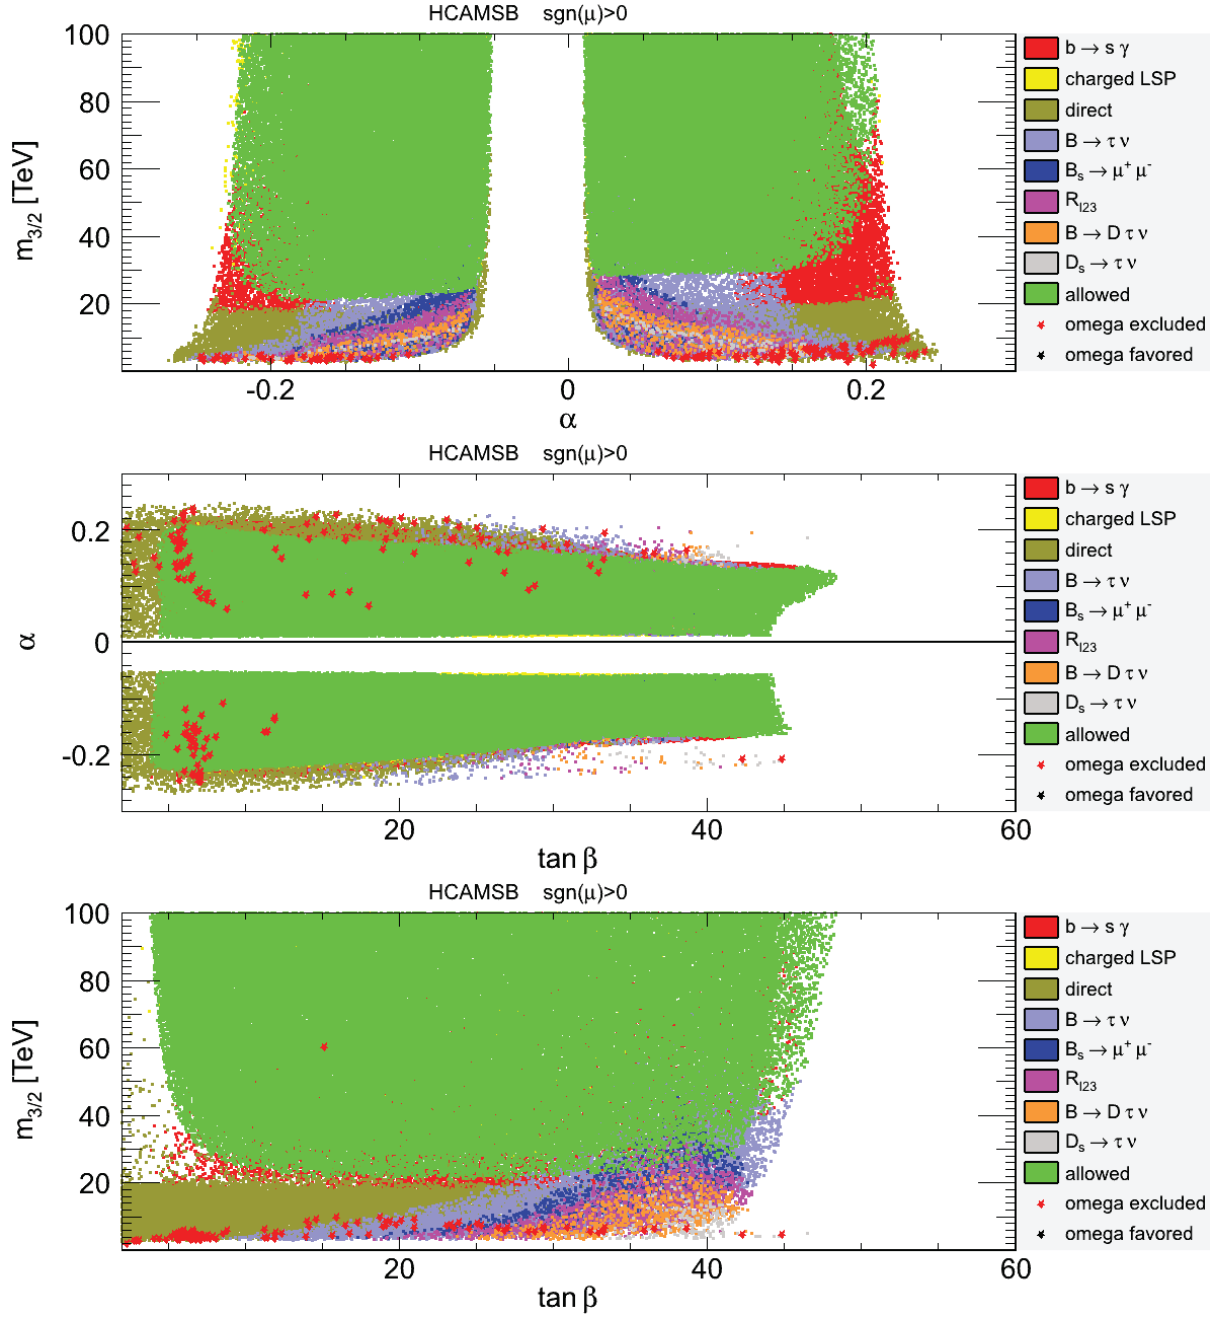 HCAMSB sgn(μ)>0
100
80
60
40
20
m3/2 [TeV]
-0.2 0 0.2
α
b → s γ
charged LSP
direct
B → τ ν
Bs → μ+ μ-
Rl23
B → D τ ν
Ds → τ ν
allowed
omega excluded
omega favored
HCAMSB sgn(μ)>0
0.2
0
-0.2
α
20 40 60
tan β
b → s γ
charged LSP
direct
B → τ ν
Bs → μ+ μ-
Rl23
B → D τ ν
Ds → τ ν
allowed
omega excluded
omega favored
HCAMSB sgn(μ)>0
100
80
60
40
20
m3/2 [TeV]
20 40 60
tan β
b → s γ
charged LSP
direct
B → τ ν
Bs → μ+ μ-
Rl23
B → D τ ν
Ds → τ ν
allowed
omega excluded
omega favored